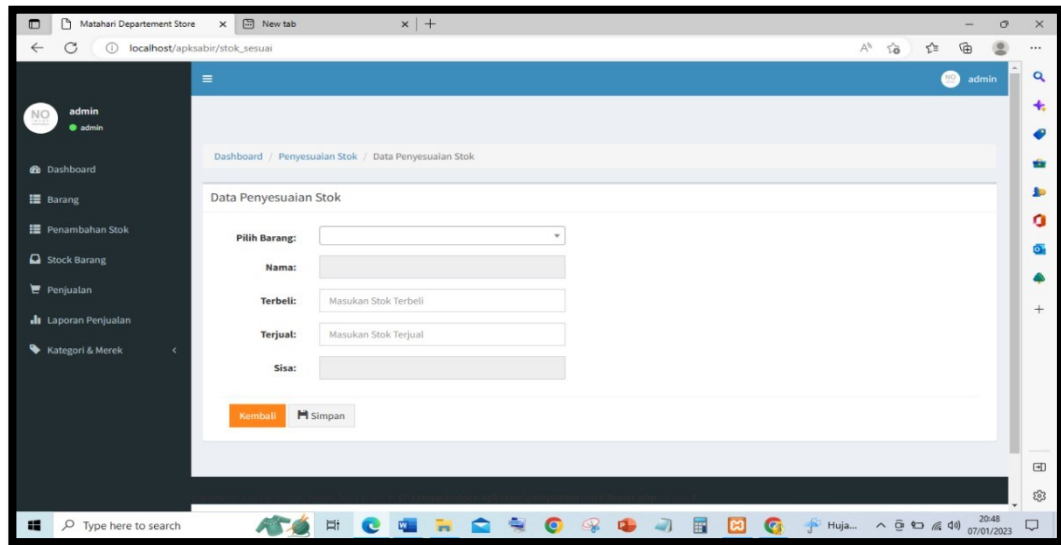 Matahari Departement Store
New tab
localhost/apksabir/stok_sesuai
admin
NO
admin
admin
Dashboard
Barang
Penambahan Stok
Stock Barang
Penjualan
Laporan Penjualan
Kategori & Merek
Dashboard / Penyesuaian Stok / Data Penyesuaian Stok
Data Penyesuaian Stok
Pilih Barang:
Nama:
Terbeli: Masukan Stok Terbeli
Terjual: Masukan Stok Terjual
Sisa:
Kembali Simpan
Type here to search
Huja...
20:48
07/01/2023